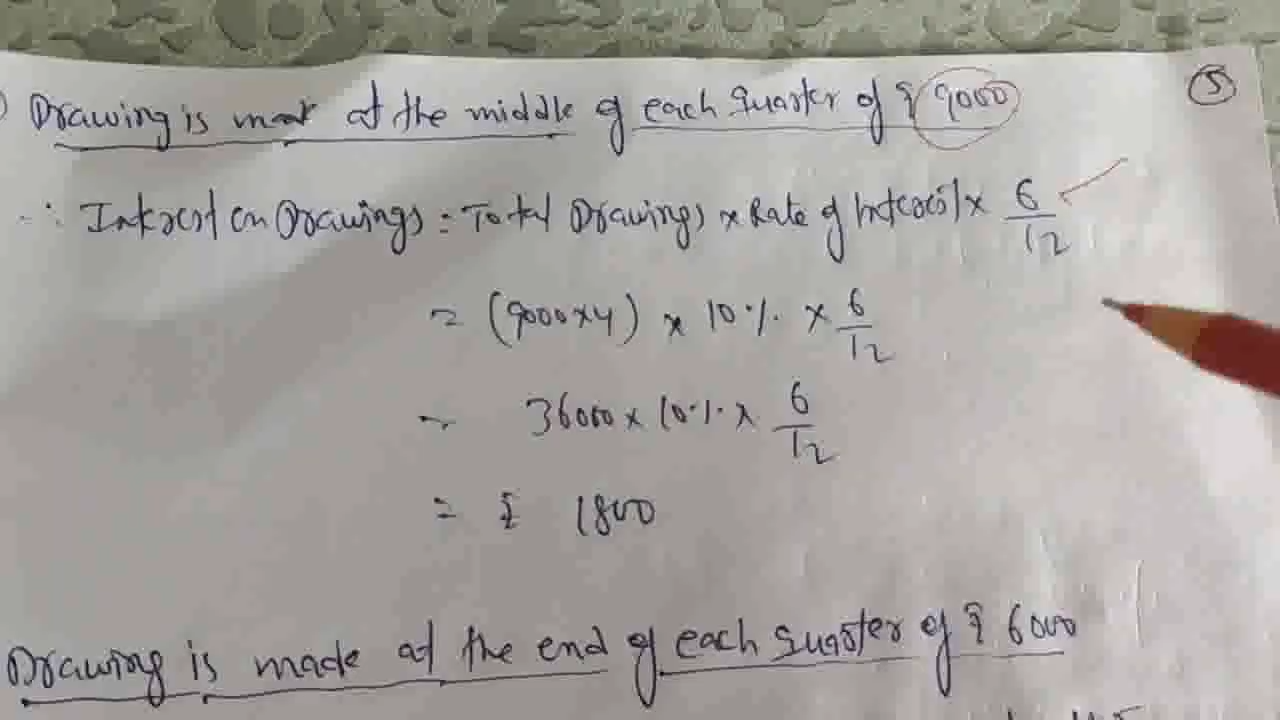 Drawing is mad at the middle of each quarter of ₹ 9000
5
∴ Interest on Drawings = Total Drawings x Rate of Interest x 6/12
= (9000x4) x 10% x 6/12
= 36000 x 10% x 6/12
= ₹ 1800
Drawing is made at the end of each quarter of ₹ 6000